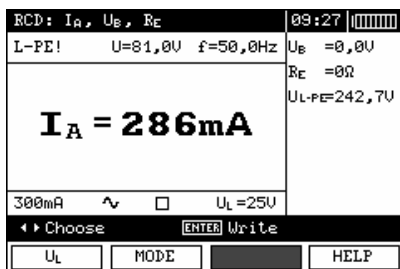 RCD: IA, UB, RE 09:27
L-PE! U=81,0V f=50,0Hz
UB =0,0V
RE =0Ω
UL-PE=242,7V
IA = 286mA
300mA UL=25V
Choose ENTER Write
UL MODE HELP